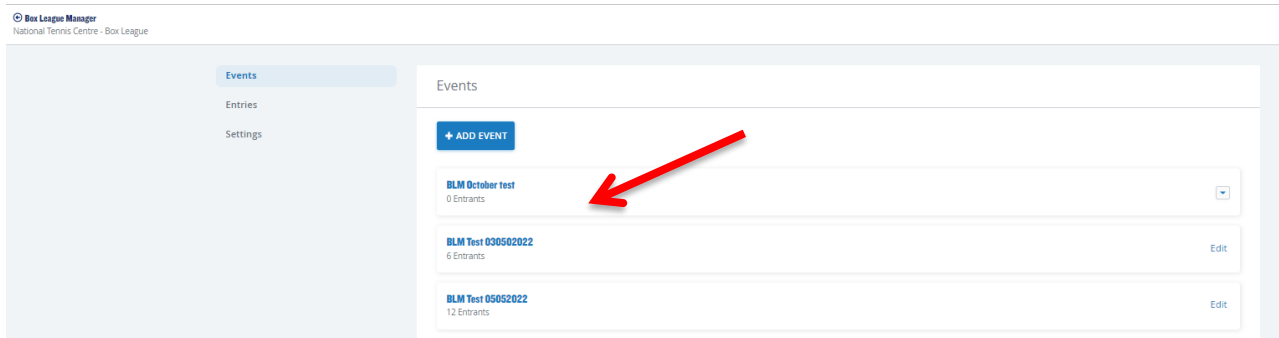 Box League Manager
National Tennis Centre - Box League
Events
Entries
Settings
Events
+ ADD EVENT
BLM October test
0 Entrants
BLM Test 030502022
6 Entrants
Edit
BLM Test 05052022
12 Entrants
Edit